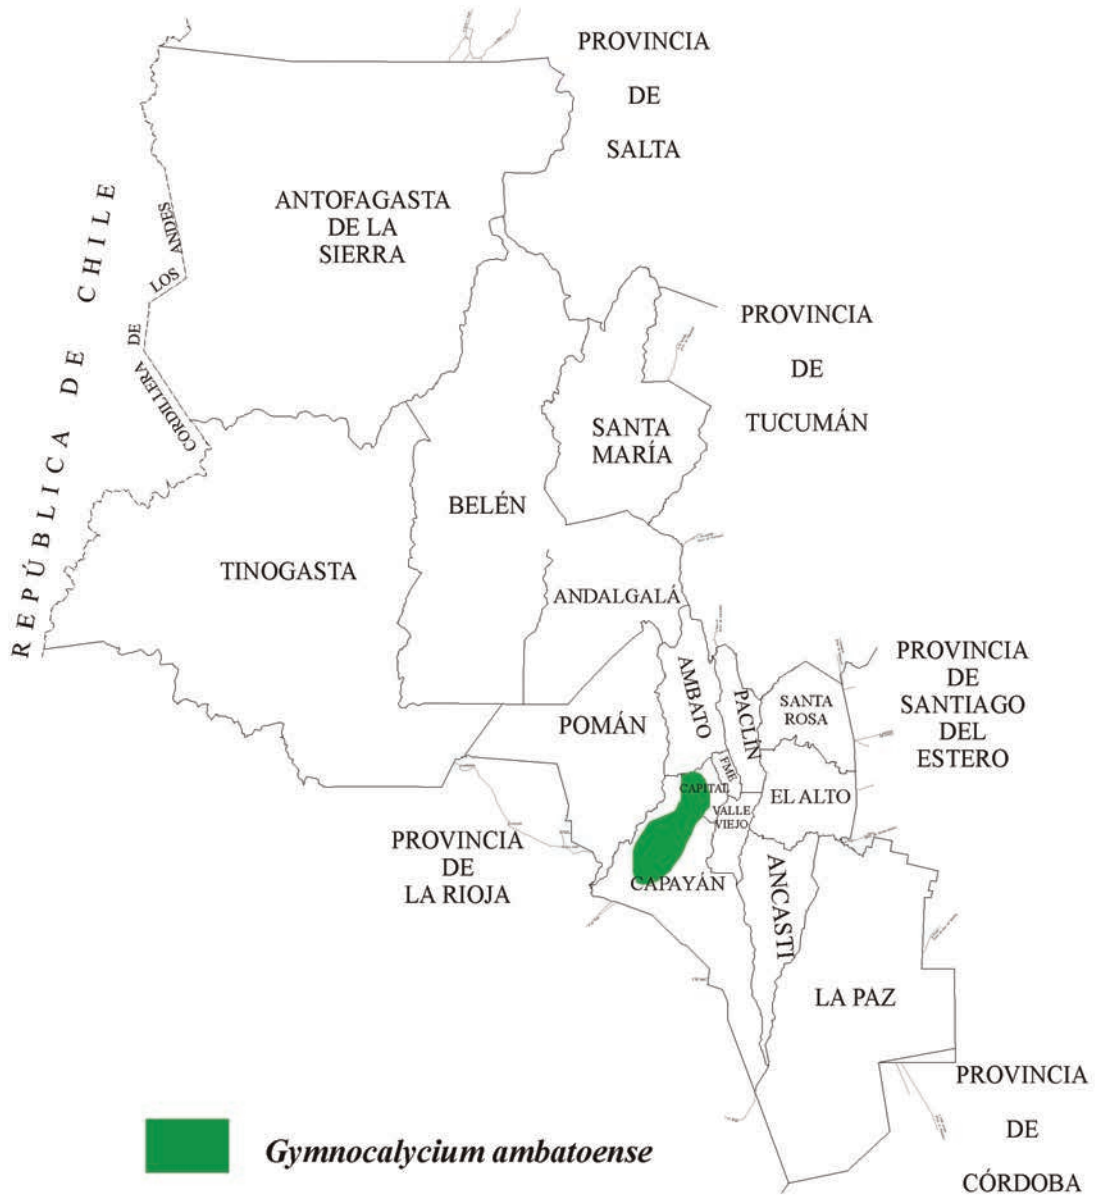 PROVINCIA
DE
SALTA
ANTOFAGASTA
DE LA
SIERRA
REPÚBLICA DE CHILE
CORDILLERA DE LOS ANDES
PROVINCIA
DE
TUCUMÁN
SANTA
MARÍA
BELÉN
TINOGASTA
ANDALGALÁ
AMBATO
PACLÍN
SANTA
ROSA
PROVINCIA
DE
SANTIAGO
DEL
ESTERO
POMÁN
FME
CAPITAL
EL ALTO
VALLE
VIEJO
PROVINCIA
DE
LA RIOJA
CAPAYÁN
ANCASTI
LA PAZ
PROVINCIA
DE
CÓRDOBA
Gymnocalycium ambatoense